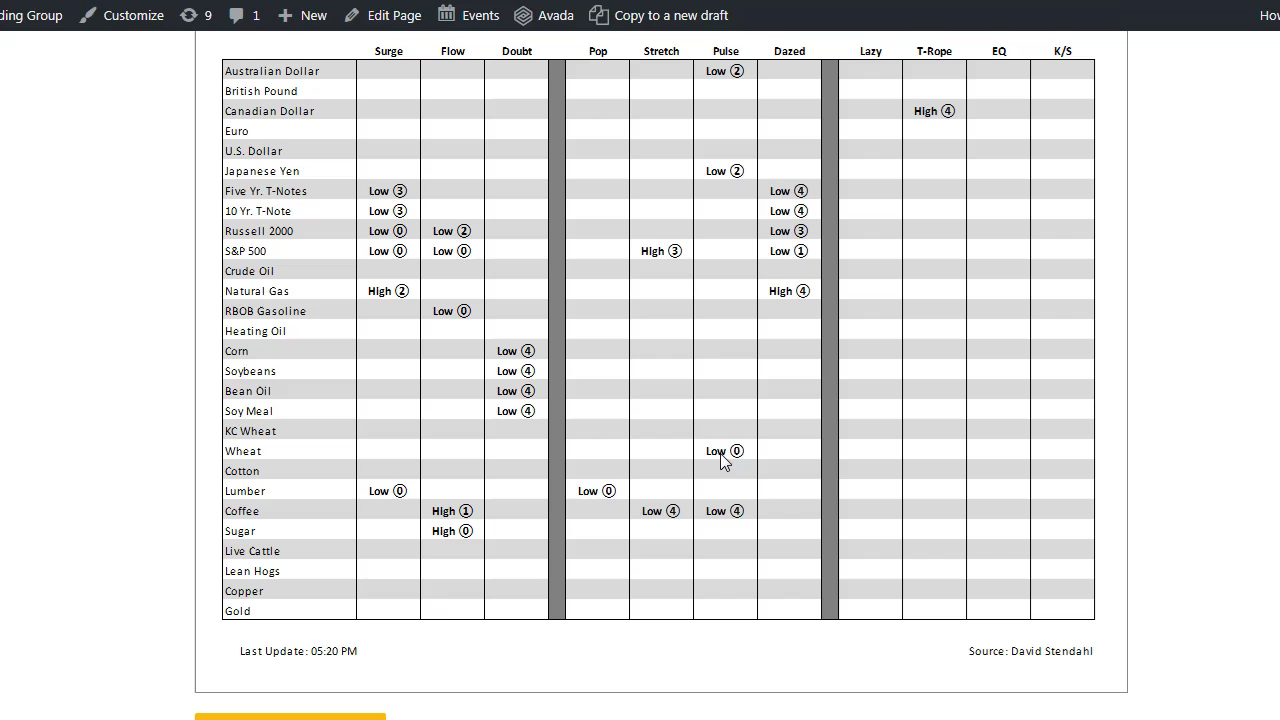 ding Group Customize 9 1 New Edit Page Events Avada Copy to a new draft
Surge Flow Doubt Pop Stretch Pulse Dazed Lazy T-Rope EQ K/S
Australian Dollar Low ②
British Pound
Canadian Dollar High ④
Euro
U.S. Dollar
Japanese Yen Low ②
Five Yr. T-Notes Low ③ Low ④
10 Yr. T-Note Low ③ Low ④
Russell 2000 Low ⓪ Low ② Low ③
S&P 500 Low ⓪ Low ⓪ High ③ Low ①
Crude Oil
Natural Gas High ② High ④
RBOB Gasoline Low ⓪
Heating Oil
Corn Low ④
Soybeans Low ④
Bean Oil Low ④
Soy Meal Low ④
KC Wheat
Wheat Low ⓪
Cotton
Lumber Low ⓪ Low ⓪
Coffee High ① Low ④ Low ④
Sugar High ⓪
Live Cattle
Lean Hogs
Copper
Gold
Last Update: 05:20 PM Source: David Stendahl